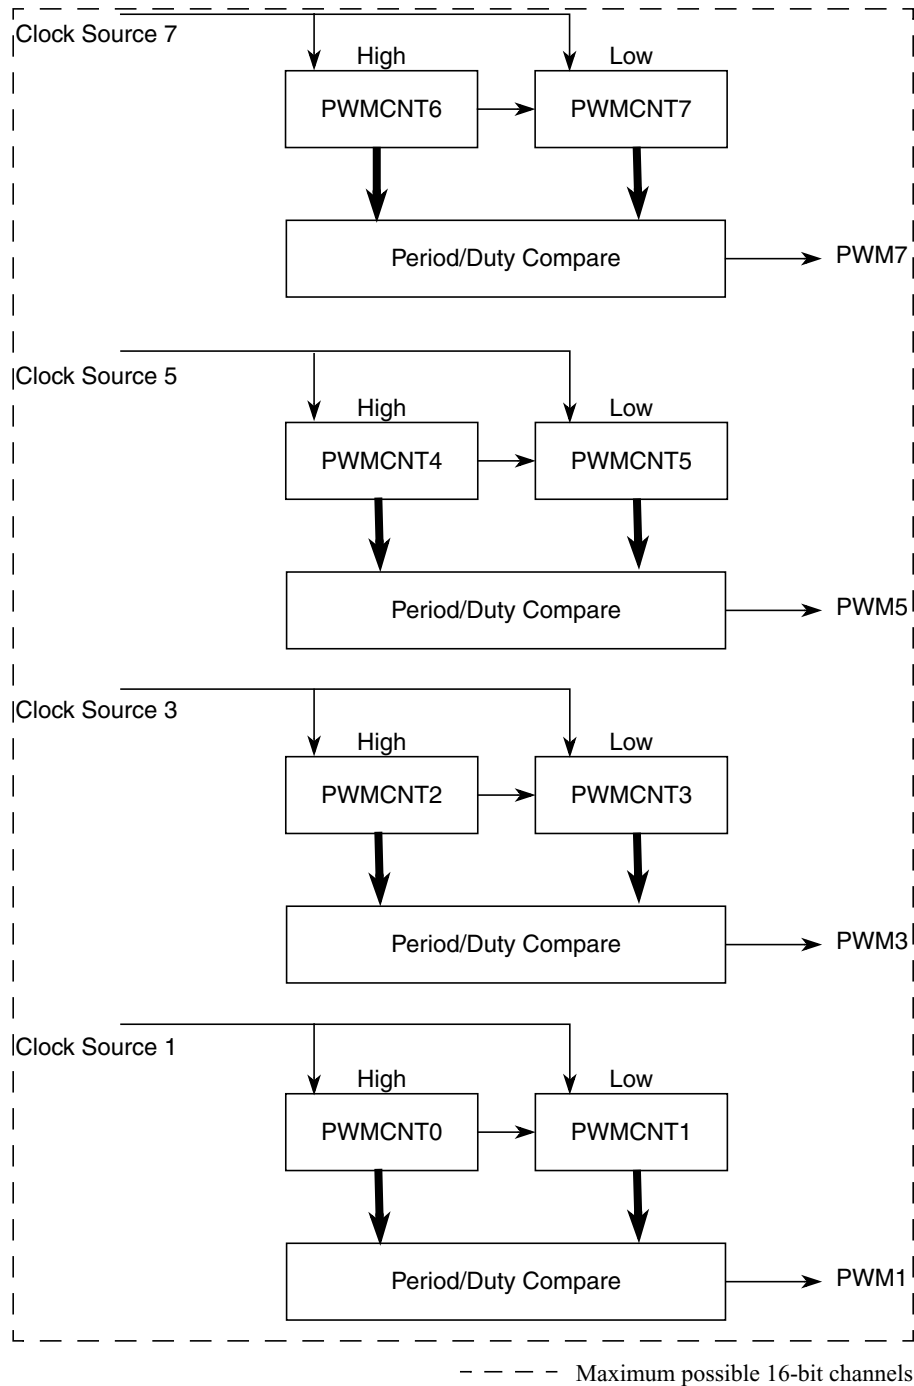 Clock Source 7
High Low
PWMCNT6 PWMCNT7
Period/Duty Compare PWM7
Clock Source 5
High Low
PWMCNT4 PWMCNT5
Period/Duty Compare PWM5
Clock Source 3
High Low
PWMCNT2 PWMCNT3
Period/Duty Compare PWM3
Clock Source 1
High Low
PWMCNT0 PWMCNT1
Period/Duty Compare PWM1
Maximum possible 16-bit channels